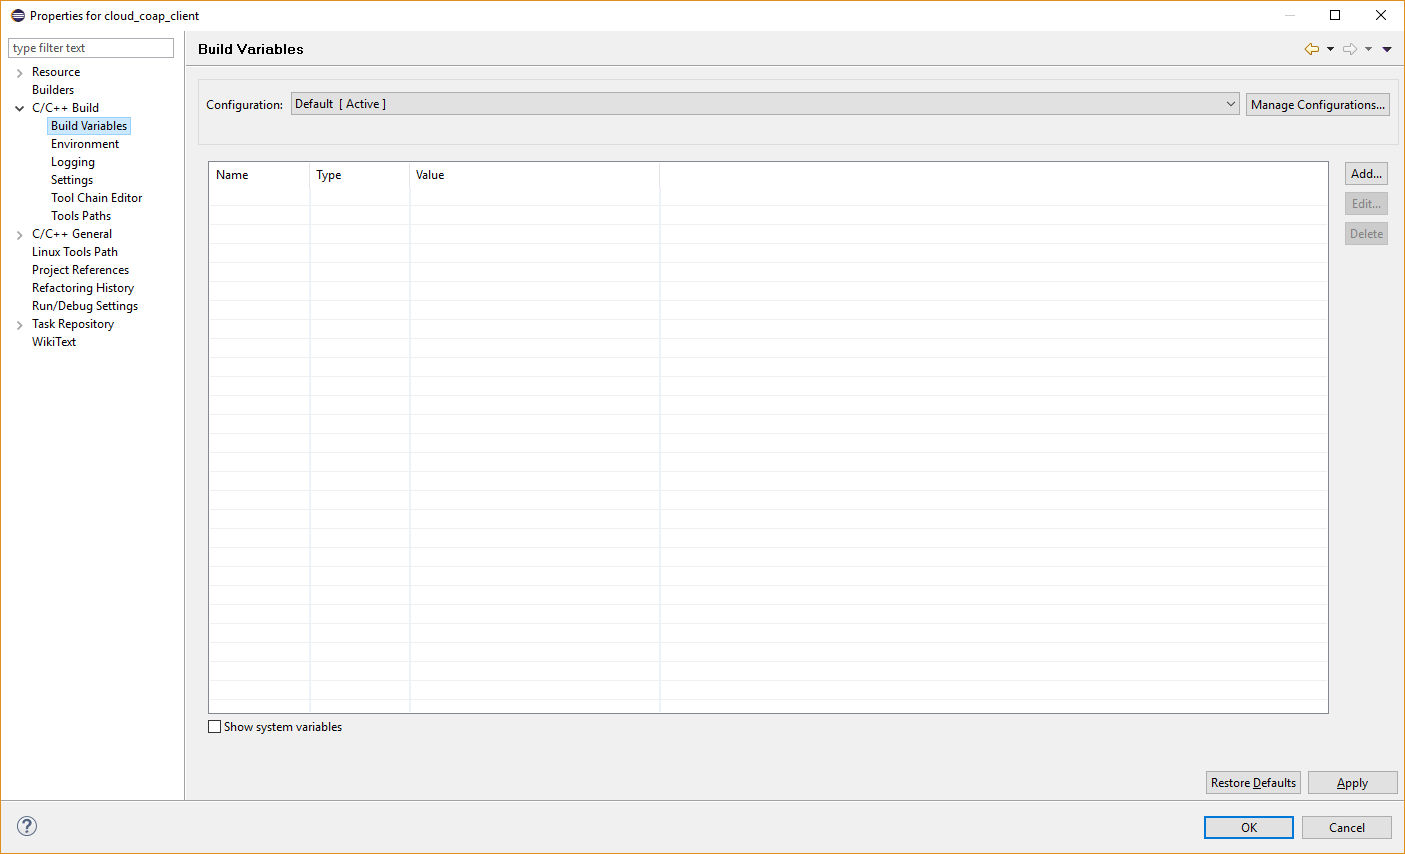 Properties for cloud_coap_client
type filter text
Resource
Builders
C/C++ Build
Build Variables
Environment
Logging
Settings
Tool Chain Editor
Tools Paths
C/C++ General
Linux Tools Path
Project References
Refactoring History
Run/Debug Settings
Task Repository
WikiText
Build Variables
Configuration: Default [ Active ] Manage Configurations...
Name Type Value
Add...
Edit...
Delete
Show system variables
Restore Defaults Apply
? OK Cancel